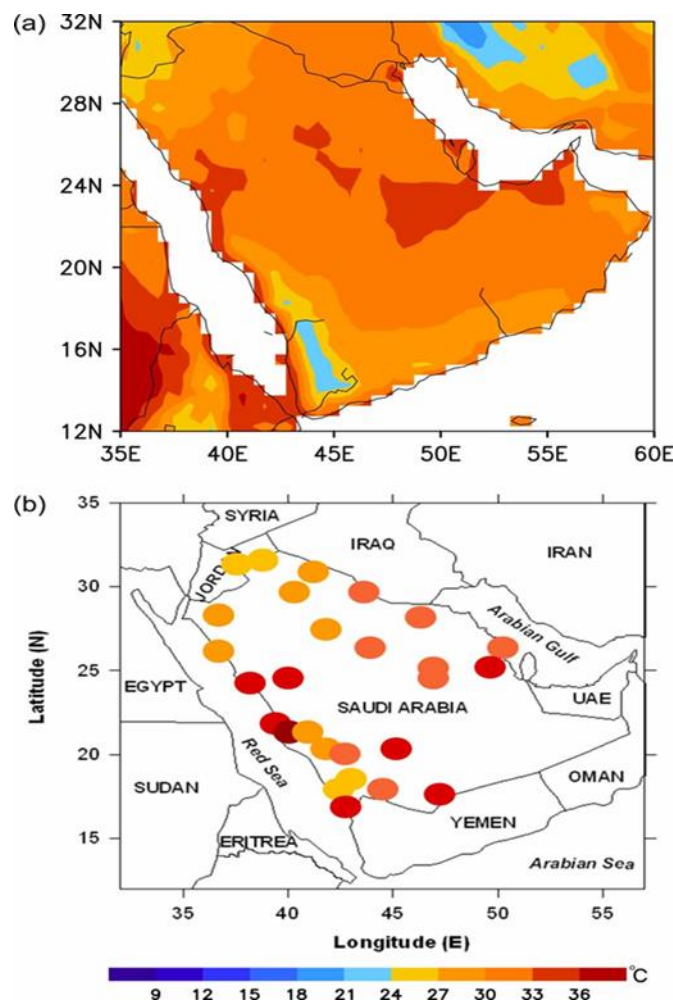 (a)
32N
28N
24N
20N
16N
12N
35E 40E 45E 50E 55E 60E
(b)
35
30
25
20
15
Latitude (N)
SYRIA
IRAQ
IRAN
JORDAN
Arabian Gulf
EGYPT
SAUDI ARABIA
UAE
Red Sea
OMAN
SUDAN
YEMEN
ERITREA
Arabian Sea
35 40 45 50 55
Longitude (E)
°C
9 12 15 18 21 24 27 30 33 36